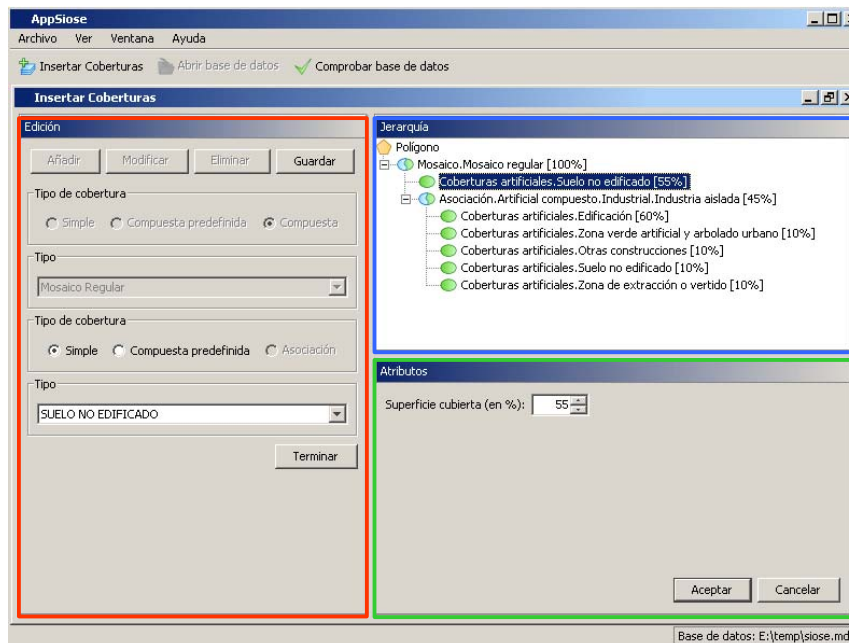 AppSiose
Archivo Ver Ventana Ayuda
Insertar Coberturas Abrir base de datos Comprobar base de datos
Insertar Coberturas
Edición
Añadir Modificar Eliminar Guardar
Tipo de cobertura
Simple Compuesta predefinida Compuesta
Tipo
Mosaico Regular
Tipo de cobertura
Simple Compuesta predefinida Asociación
Tipo
SUELO NO EDIFICADO
Terminar
Jerarquía
Polígono
Mosaico.Mosaico regular [100%]
Coberturas artificiales.Suelo no edificado [55%]
Asociación.Artificial compuesto.Industrial.Industria aislada [45%]
Coberturas artificiales.Edificación [60%]
Coberturas artificiales.Zona verde artificial y arbolado urbano [10%]
Coberturas artificiales.Otras construcciones [10%]
Coberturas artificiales.Suelo no edificado [10%]
Coberturas artificiales.Zona de extracción o vertido [10%]
Atributos
Superficie cubierta (en %): 55
Aceptar Cancelar
Base de datos: E:\temp\siose.md